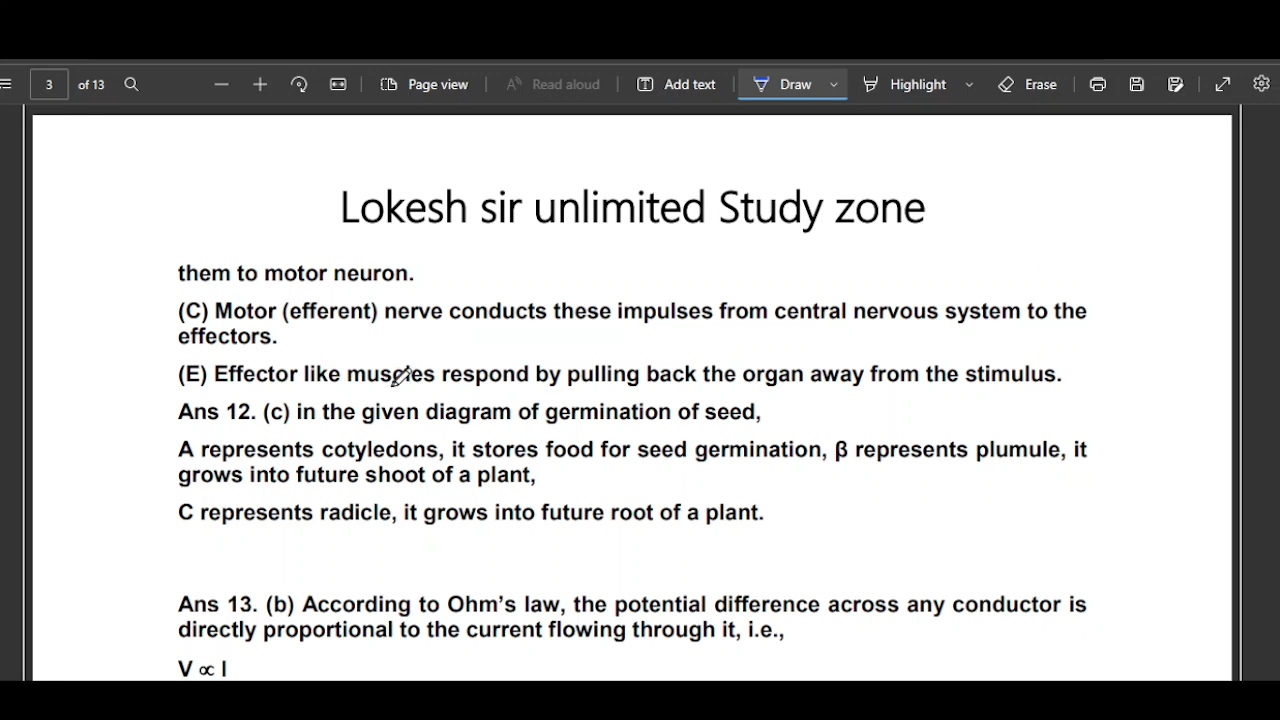 3 of 13 Page view Read aloud Add text Draw Highlight Erase
Lokesh sir unlimited Study zone
them to motor neuron.
(C) Motor (efferent) nerve conducts these impulses from central nervous system to the
effectors.
(E) Effector like muscles respond by pulling back the organ away from the stimulus.
Ans 12. (c) in the given diagram of germination of seed,
A represents cotyledons, it stores food for seed germination, β represents plumule, it
grows into future shoot of a plant,
C represents radicle, it grows into future root of a plant.
Ans 13. (b) According to Ohm’s law, the potential difference across any conductor is
directly proportional to the current flowing through it, i.e.,
V ∝ I